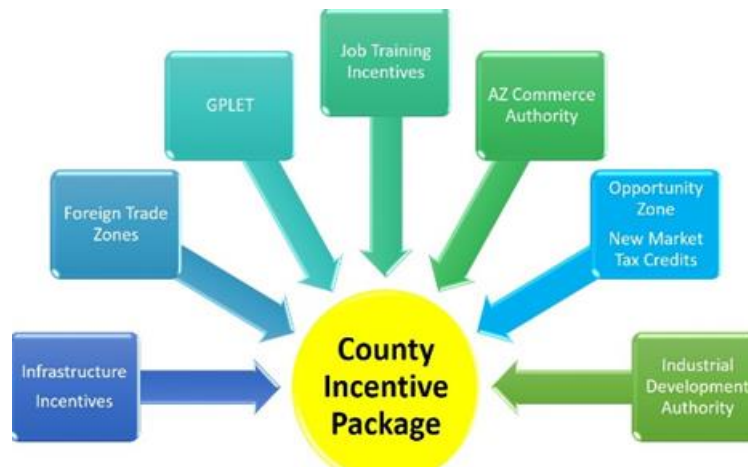 Job Training
Incentives
GPLET
AZ Commerce
Authority
Foreign Trade
Zones
Opportunity
Zone
New Market
Tax Credits
Infrastructure
Incentives
County
Incentive
Package
Industrial
Development
Authority